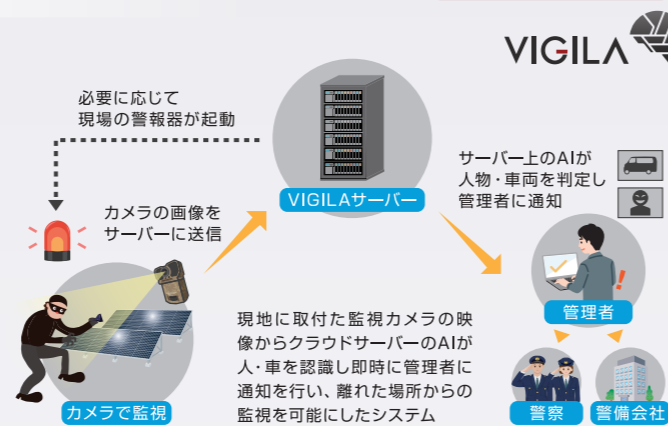 VIGILA
必要に応じて
現場の警報器が起動
VIGILAサーバー
サーバー上のAIが
人物・車両を判定し
管理者に通知
カメラの画像を
サーバーに送信
管理者
現地に取付た監視カメラの映
像からクラウドサーバーのAIが
人・車を認識し即時に管理者に
通知を行い、離れた場所からの
監視を可能にしたシステム
カメラで監視
警察
警備会社